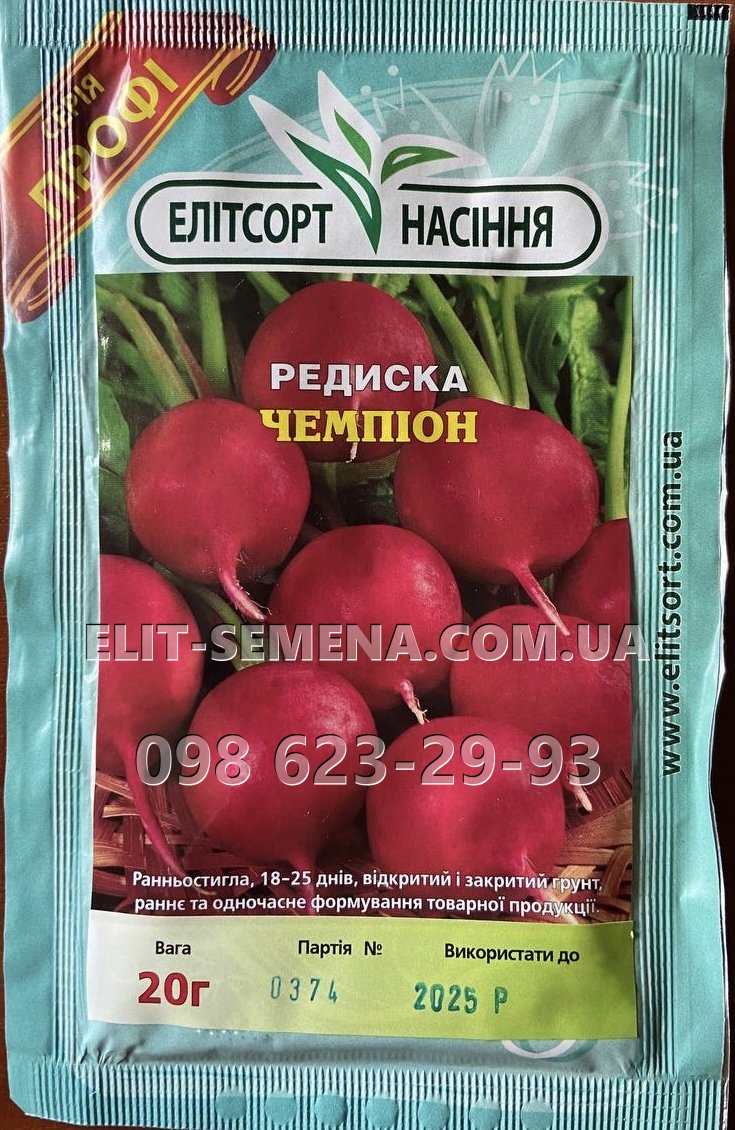 СЕРІЯ
ПРОФІ
ЕЛІТСОРТ НАСІННЯ
РЕДИСКА
ЧЕМПІОН
www.elitsort.com.ua
ELIT-SEMENA.COM.UA
098 623-29-93
Ранньостигла, 18-25 днів, відкритий і закритий грунт,
раннє та одночасне формування товарної продукції.
Вага Партія № Використати до
20г 0374 2025 Р